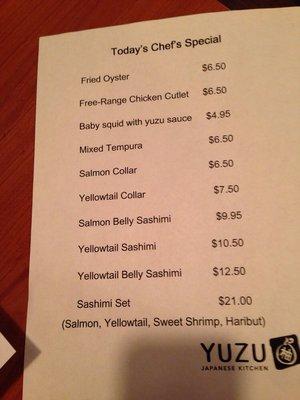 Today's Chef's Special
Fried Oyster $6.50
Free-Range Chicken Cutlet $6.50
Baby squid with yuzu sauce $4.95
Mixed Tempura $6.50
Salmon Collar $6.50
Yellowtail Collar $7.50
Salmon Belly Sashimi $9.95
Yellowtail Sashimi $10.50
Yellowtail Belly Sashimi $12.50
Sashimi Set $21.00
(Salmon, Yellowtail, Sweet Shrimp, Haribut)
YUZU
JAPANESE KITCHEN